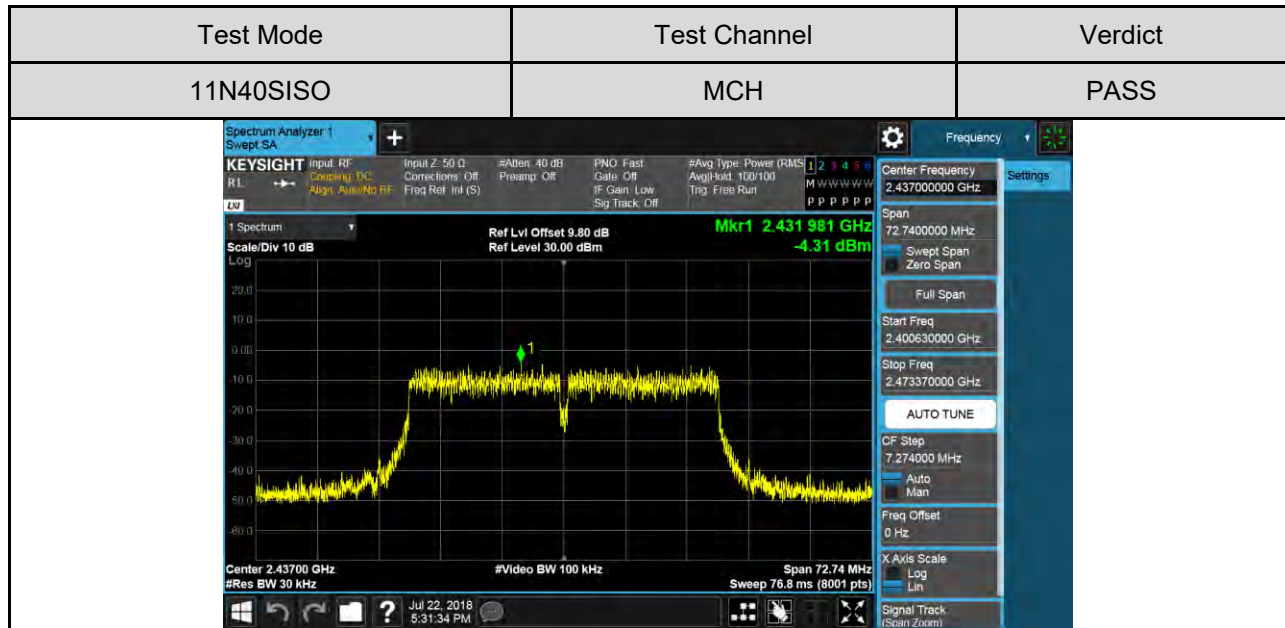 Test Mode Test Channel Verdict
11N40SISO MCH PASS
Spectrum Analyzer 1
Swept SA
+
Frequency
KEYSIGHT Input: RF Input Z: 50 Ω #Atten: 40 dB PNO: Fast #Avg Type: Power (RMS 1 2 3 4 5 6
RL Coupling: DC Corrections: Off Preamp: Off Gate: Off Avg|Hold: 100/100 M W W W W W
Align: Auto/No RF Freq Ref: Int (S) IF Gain: Low Trig: Free Run
LXI Sig Track: Off P P P P P P
1 Spectrum
Scale/Div 10 dB
Ref Lvl Offset 9.80 dB
Ref Level 30.00 dBm
Mkr1 2.431 981 GHz
-4.31 dBm
Log
20.0
10.0
0.00
-10.0
-20.0
-30.0
-40.0
-50.0
-60.0
1
Center 2.43700 GHz #Video BW 100 kHz Span 72.74 MHz
#Res BW 30 kHz Sweep 76.8 ms (8001 pts)
? Jul 22, 2018
5:31:34 PM
Center Frequency
2.437000000 GHz
Settings
Span
72.7400000 MHz
Swept Span
Zero Span
Full Span
Start Freq
2.400630000 GHz
Stop Freq
2.473370000 GHz
AUTO TUNE
CF Step
7.274000 MHz
Auto
Man
Freq Offset
0 Hz
X Axis Scale
Log
Lin
Signal Track
(Span Zoom)